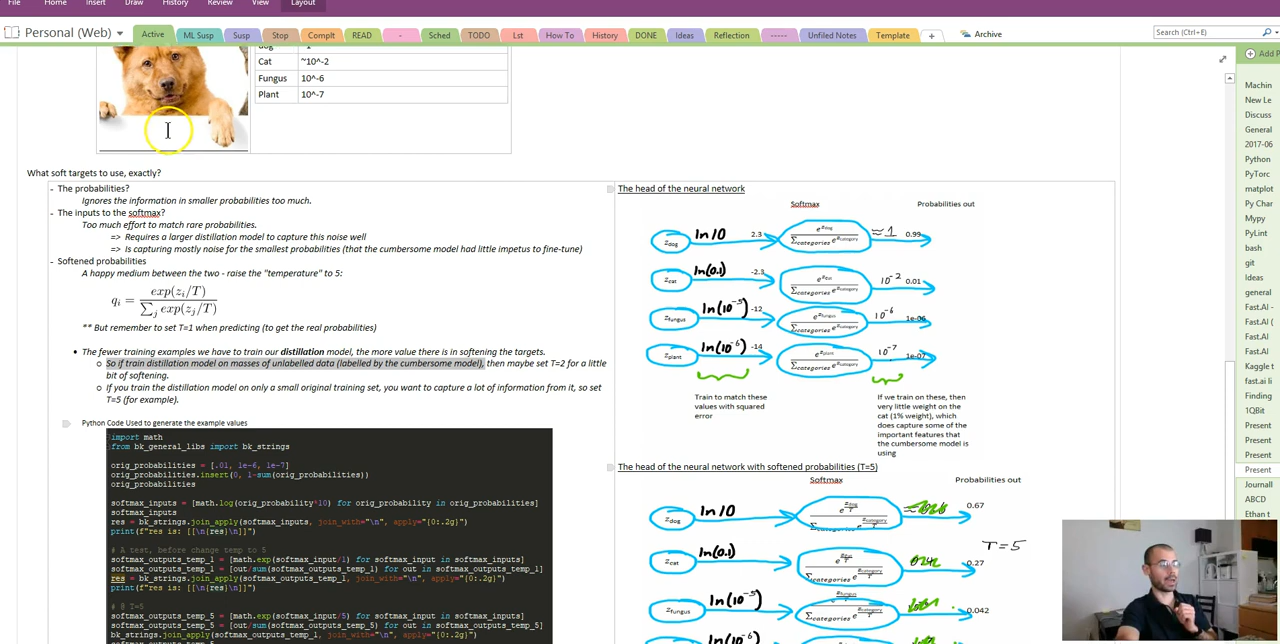 File Home Insert Draw History Review View Layout
Personal (Web) Active ML Susp Susp Stop Complt READ - Sched TODO Lst How To History DONE Ideas Reflection ----- Unfiled Notes Template + Archive Search (Ctrl+E)
Add P
dog ~1
Cat ~10^-2
Fungus 10^-6
Plant 10^-7
What soft targets to use, exactly?
- The probabilities?
Ignores the information in smaller probabilities too much.
- The inputs to the softmax?
Too much effort to match rare probabilities.
=> Requires a larger distillation model to capture this noise well
=> Is capturing mostly noise for the smallest probabilities (that the cumbersome model had little impetus to fine-tune)
- Softened probabilities
A happy medium between the two - raise the "temperature" to 5:
q_i = exp(z_i/T) / ∑_j exp(z_j/T)
** But remember to set T=1 when predicting (to get the real probabilities)
• The fewer training examples we have to train our distillation model, the more value there is in softening the targets.
○ So if train distillation model on masses of unlabelled data (labelled by the cumbersome model), then maybe set T=2 for a little
bit of softening.
○ If you train the distillation model on only a small original training set, you want to capture a lot of information from it, so set
T=5 (for example).
Python Code Used to generate the example values
import math
from bk_general_libs import bk_strings
orig_probabilities = [.01, 1e-6, 1e-7]
orig_probabilities.insert(0, 1-sum(orig_probabilities))
orig_probabilities
softmax_inputs = [math.log(orig_probability*10) for orig_probability in orig_probabilities]
softmax_inputs
res = bk_strings.join_apply(softmax_inputs, join_with="\n", apply="{0:.2g}")
print(f"res is: [[\n{res}\n]]")
# A test, before change temp to 5
softmax_outputs_temp_1 = [math.exp(softmax_input/1) for softmax_input in softmax_inputs]
softmax_outputs_temp_1 = [out/sum(softmax_outputs_temp_1) for out in softmax_outputs_temp_1]
res = bk_strings.join_apply(softmax_outputs_temp_1, join_with="\n", apply="{0:.2g}")
print(f"res is: [[\n{res}\n]]")
# @ T=5
softmax_outputs_temp_5 = [math.exp(softmax_input/5) for softmax_input in softmax_inputs]
softmax_outputs_temp_5 = [out/sum(softmax_outputs_temp_5) for out in softmax_outputs_temp_5]
The head of the neural network
Softmax Probabilities out
z_dog ln 10 2.3 e^{z_dog} / ∑categories e^{z_category} ≈1 0.99
z_cat ln(0.1) -2.3 e^{z_cat} / ∑categories e^{z_category} 10^-2 0.01
z_fungus ln(10^-5) -12 e^{z_fungus} / ∑categories e^{z_category} 10^-6 1e-06
z_plant ln(10^-6) -14 e^{z_plant} / ∑categories e^{z_category} 10^-7 1e-07
Train to match these
values with squared
error
If we train on these, then
very little weight on the
cat (1% weight), which
does capture some of the
important features that
the cumbersome model is
using
The head of the neural network with softened probabilities (T=5)
Softmax Probabilities out
z_dog ln 10 0.67
T=5
z_cat ln(0.1) 0.27
z_fungus ln(10^-5) 0.042
ln(10^-6)
Machin
New Le
Discuss
General
2017-06
Python
PyTorc
matplot
Py Char
Mypy
PyLint
bash
git
Ideas
general
Fast.AI -
Fast.AI (
Fast.AI
Fast.AI
Kaggle t
fast.ai li
Finding
1QBit
Present
Present
Present
Present
Journall
ABCD
Ethan t